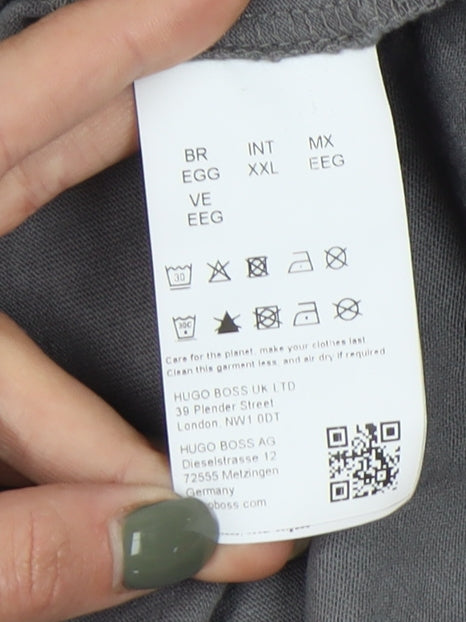 BR INT MX
EGG XXL EEG
VE
EEG
30
30C
Care for the planet, make your clothes last
Clean this garment less, and air dry if required
HUGO BOSS UK LTD
39 Plender Street
London, NW1 0DT
HUGO BOSS AG
Dieselstrasse 12
72555 Metzingen
Germany